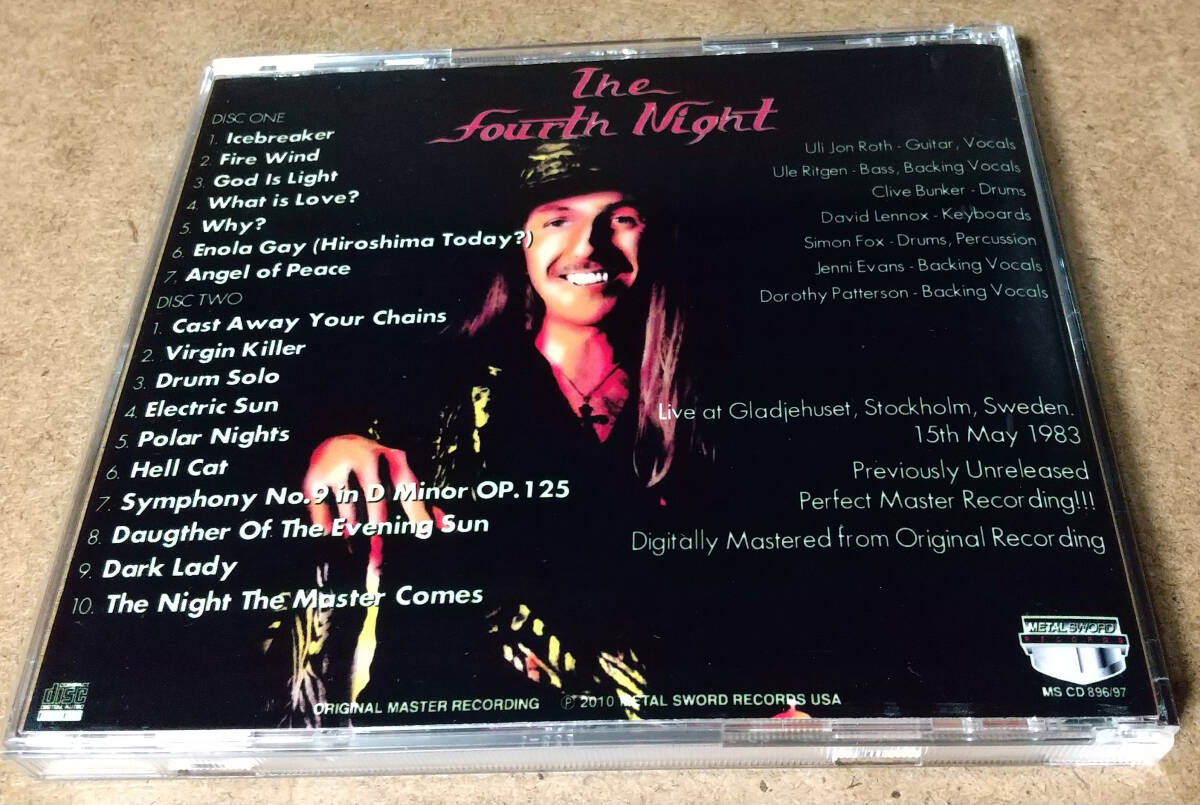 The
Fourth Night
DISC ONE
1. Icebreaker
2. Fire Wind
3. God Is Light
4. What is Love?
5. Why?
6. Enola Gay (Hiroshima Today?)
7. Angel of Peace
DISC TWO
1. Cast Away Your Chains
2. Virgin Killer
3. Drum Solo
4. Electric Sun
5. Polar Nights
6. Hell Cat
7. Symphony No.9 in D Minor OP.125
8. Daugther Of The Evening Sun
9. Dark Lady
10. The Night The Master Comes
Uli Jon Roth - Guitar, Vocals
Ule Ritgen - Bass, Backing Vocals
Clive Bunker - Drums
David Lennox - Keyboards
Simon Fox - Drums, Percussion
Jenni Evans - Backing Vocals
Dorothy Patterson - Backing Vocals
Live at Gladjehuset, Stockholm, Sweden.
15th May 1983
Previously Unreleased
Perfect Master Recording!!!
Digitally Mastered from Original Recording
METAL SWORD
RECORDS
MS CD 896/97
COMPACT
disc
DIGITAL AUDIO
ORIGINAL MASTER RECORDING ℗ 2010 METAL SWORD RECORDS USA